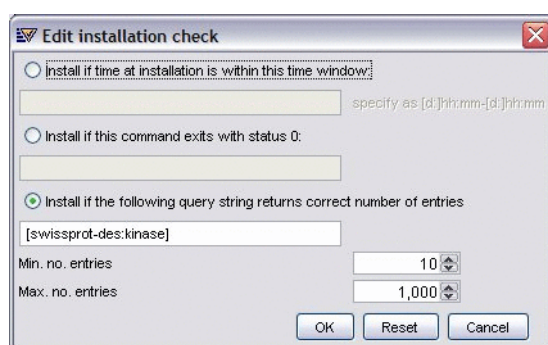 Edit installation check
Install if time at installation is within this time window:
specify as [d:]hh:mm-[d:]hh:mm
Install if this command exits with status 0:
Install if the following query string returns correct number of entries
[swissprot-des:kinase]
Min. no. entries 10
Max. no. entries 1,000
OK Reset Cancel